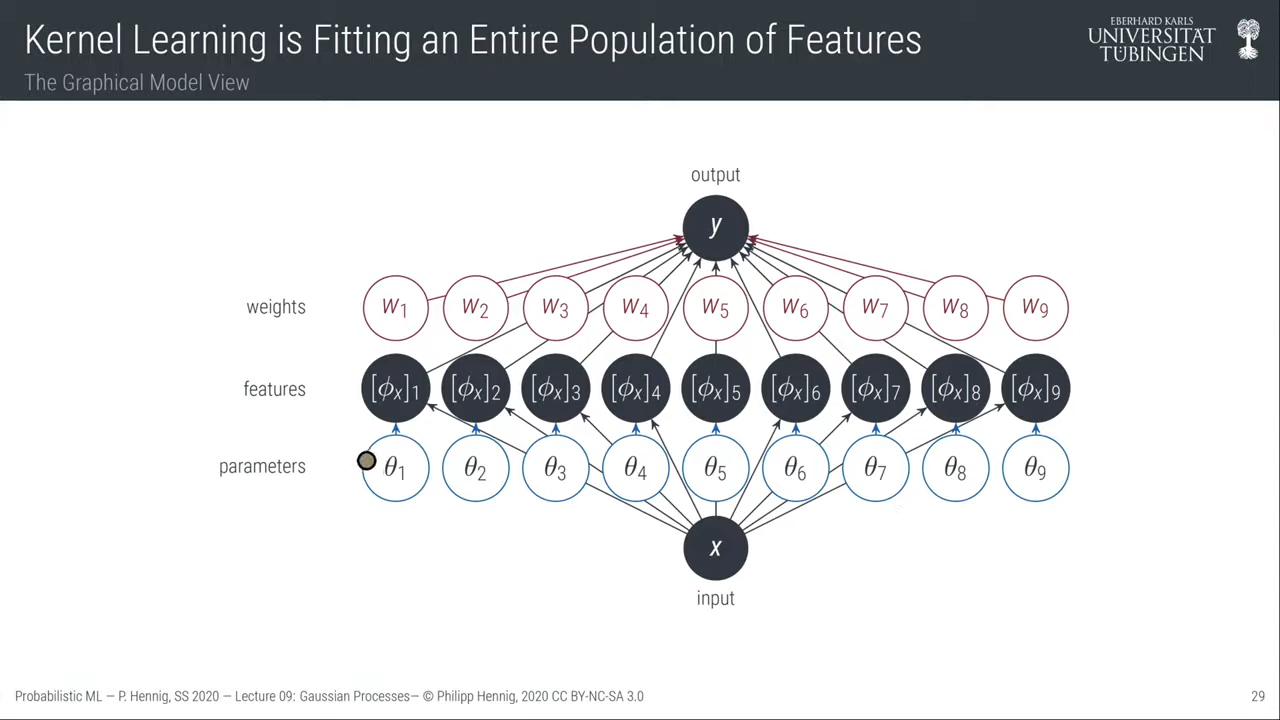 Kernel Learning is Fitting an Entire Population of Features
The Graphical Model View
EBERHARD KARLS
UNIVERSITÄT
TÜBINGEN
output
y
weights w₁ w₂ w₃ w₄ w₅ w₆ w₇ w₈ w₉
features [ϕₓ]₁ [ϕₓ]₂ [ϕₓ]₃ [ϕₓ]₄ [ϕₓ]₅ [ϕₓ]₆ [ϕₓ]₇ [ϕₓ]₈ [ϕₓ]₉
parameters θ₁ θ₂ θ₃ θ₄ θ₅ θ₆ θ₇ θ₈ θ₉
x
input
Probabilistic ML — P. Hennig, SS 2020 — Lecture 09: Gaussian Processes— © Philipp Hennig, 2020 CC BY-NC-SA 3.0 29